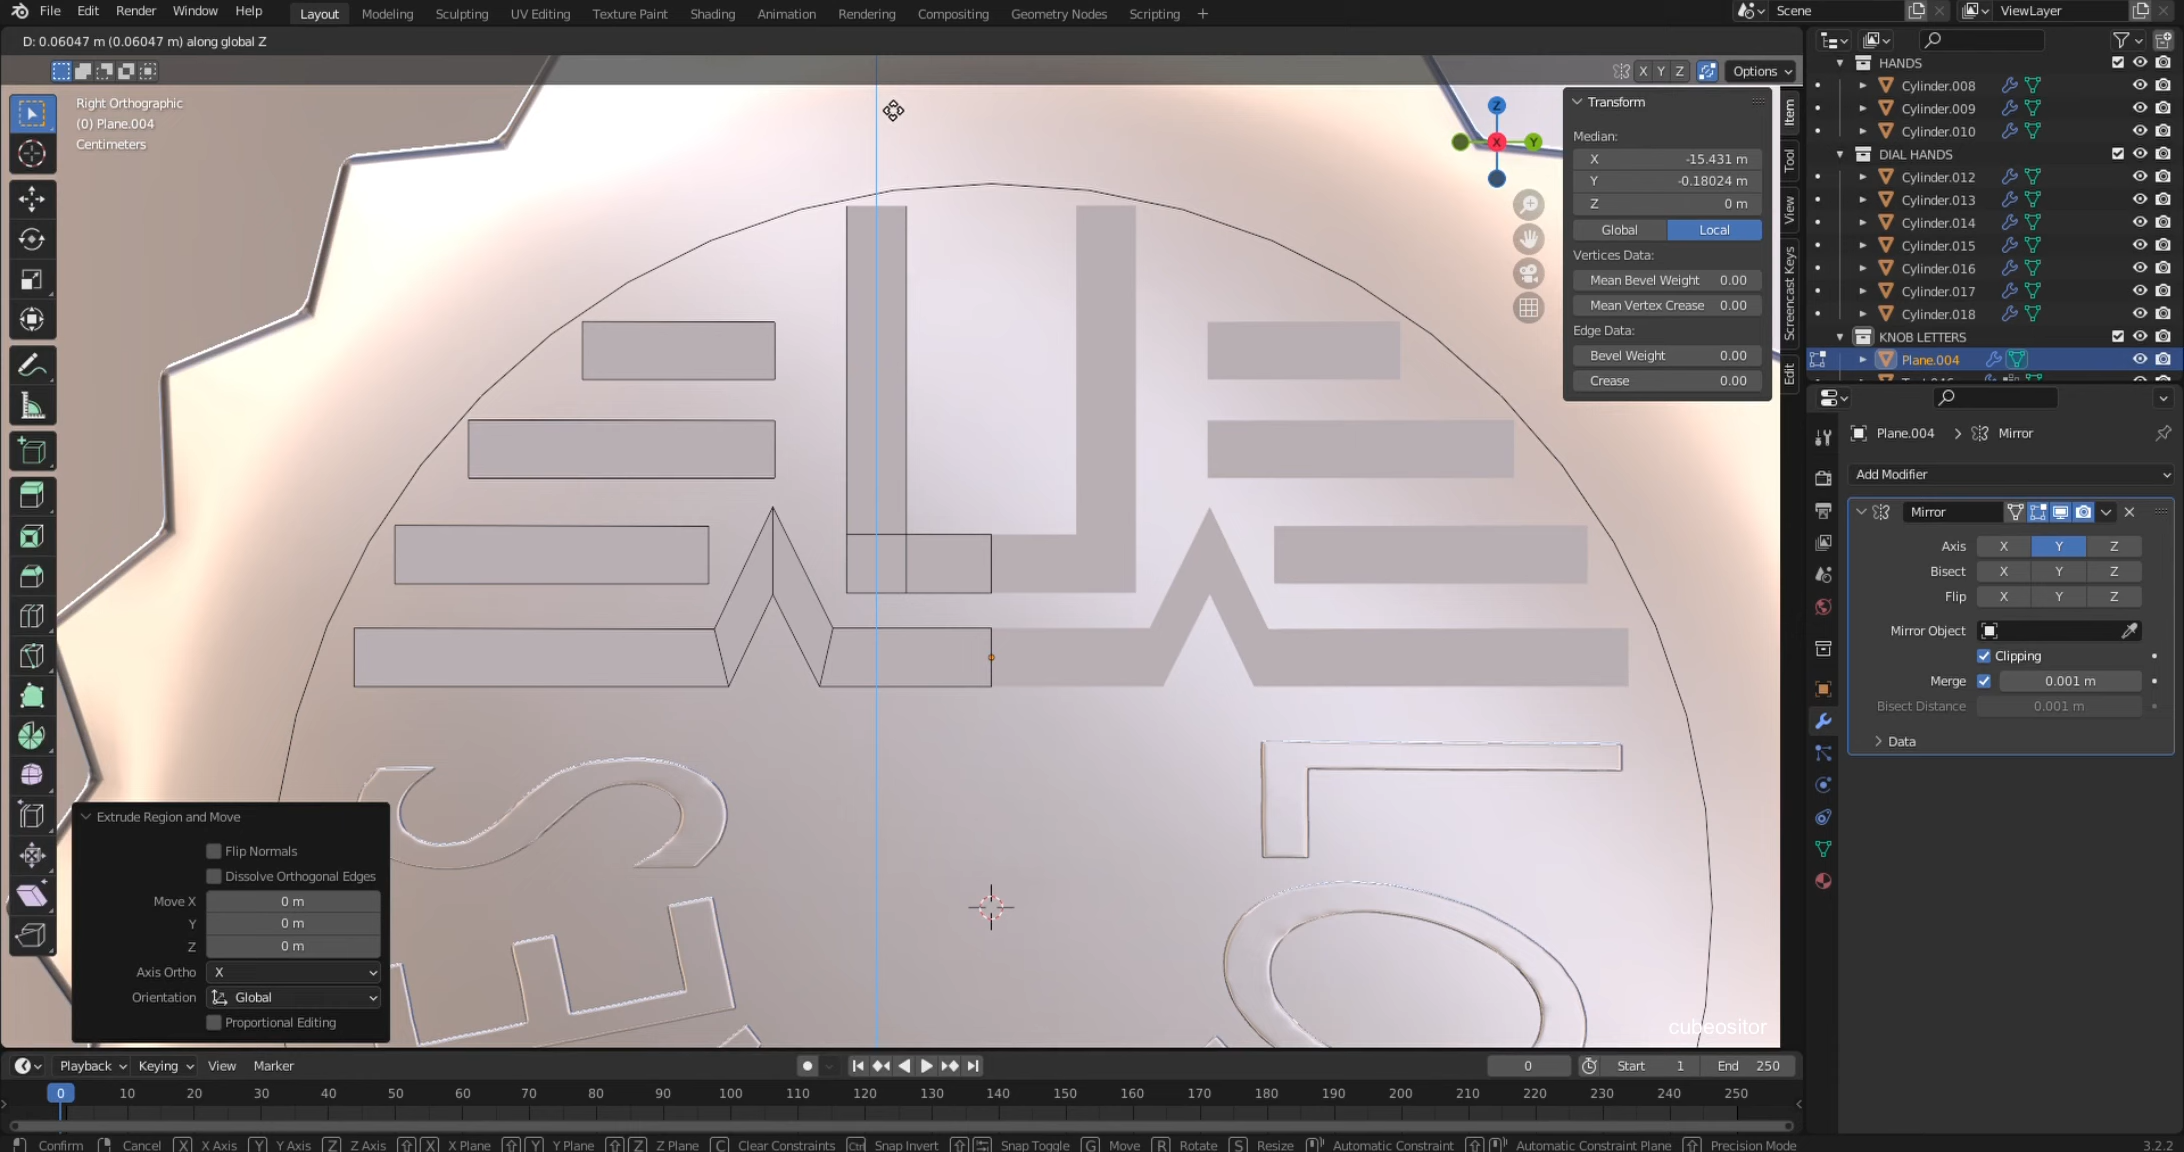 File Edit Render Window Help Layout Modeling Sculpting UV Editing Texture Paint Shading Animation Rendering Compositing Geometry Nodes Scripting + Scene ViewLayer
D: 0.06047 m (0.06047 m) along global Z
X Y Z Options
Right Orthographic
(0) Plane.004
Centimeters
Z
X
Y
Transform
Median:
X -15.431 m
Y -0.18024 m
Z 0 m
Global Local
Vertices Data:
Mean Bevel Weight 0.00
Mean Vertex Crease 0.00
Edge Data:
Bevel Weight 0.00
Crease 0.00
Item
Tool
View
Screencast Keys
Edit
HANDS
Cylinder.008
Cylinder.009
Cylinder.010
DIAL HANDS
Cylinder.012
Cylinder.013
Cylinder.014
Cylinder.015
Cylinder.016
Cylinder.017
Cylinder.018
KNOB LETTERS
Plane.004
Plane.004 > Mirror
Add Modifier
Mirror
Axis X Y Z
Bisect X Y Z
Flip X Y Z
Mirror Object
Clipping
Merge 0.001 m
Bisect Distance 0.001 m
Data
S
L
E
O
Extrude Region and Move
Flip Normals
Dissolve Orthogonal Edges
Move X 0 m
Y 0 m
Z 0 m
Axis Ortho X
Orientation Global
Proportional Editing
cubeositor
Playback Keying View Marker 0 Start 1 End 250
0 10 20 30 40 50 60 70 80 90 100 110 120 130 140 150 160 170 180 190 200 210 220 230 240 250
Confirm Cancel X X Axis Y Y Axis Z Z Axis X X Plane Y Y Plane Z Z Plane C Clear Constraints Ctrl Snap Invert Snap Toggle G Move R Rotate S Resize Automatic Constraint Automatic Constraint Plane Precision Mode 3.2.2